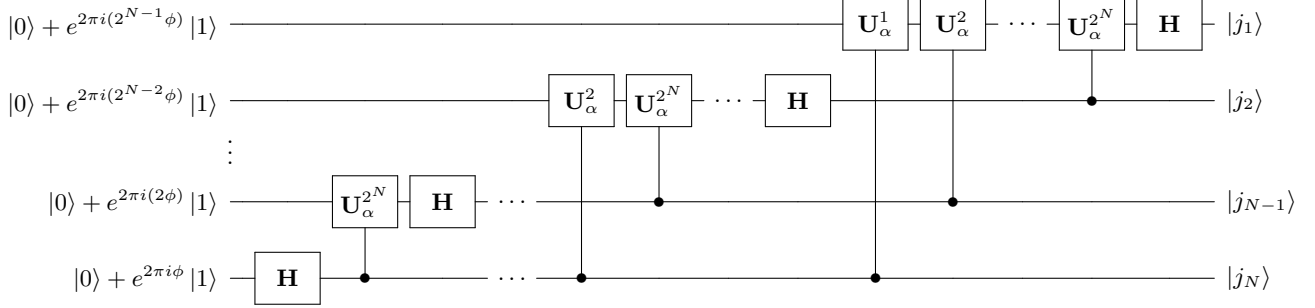 |0⟩ + e^{2πi(2^{N−1}ϕ)} |1⟩ U_α^1 U_α^2 ⋯ U_α^{2^N} H |j_1⟩
|0⟩ + e^{2πi(2^{N−2}ϕ)} |1⟩ U_α^2 U_α^{2^N} ⋯ H |j_2⟩
⋮
|0⟩ + e^{2πi(2ϕ)} |1⟩ U_α^{2^N} H ⋯ |j_{N−1}⟩
|0⟩ + e^{2πiϕ} |1⟩ H ⋯ |j_N⟩